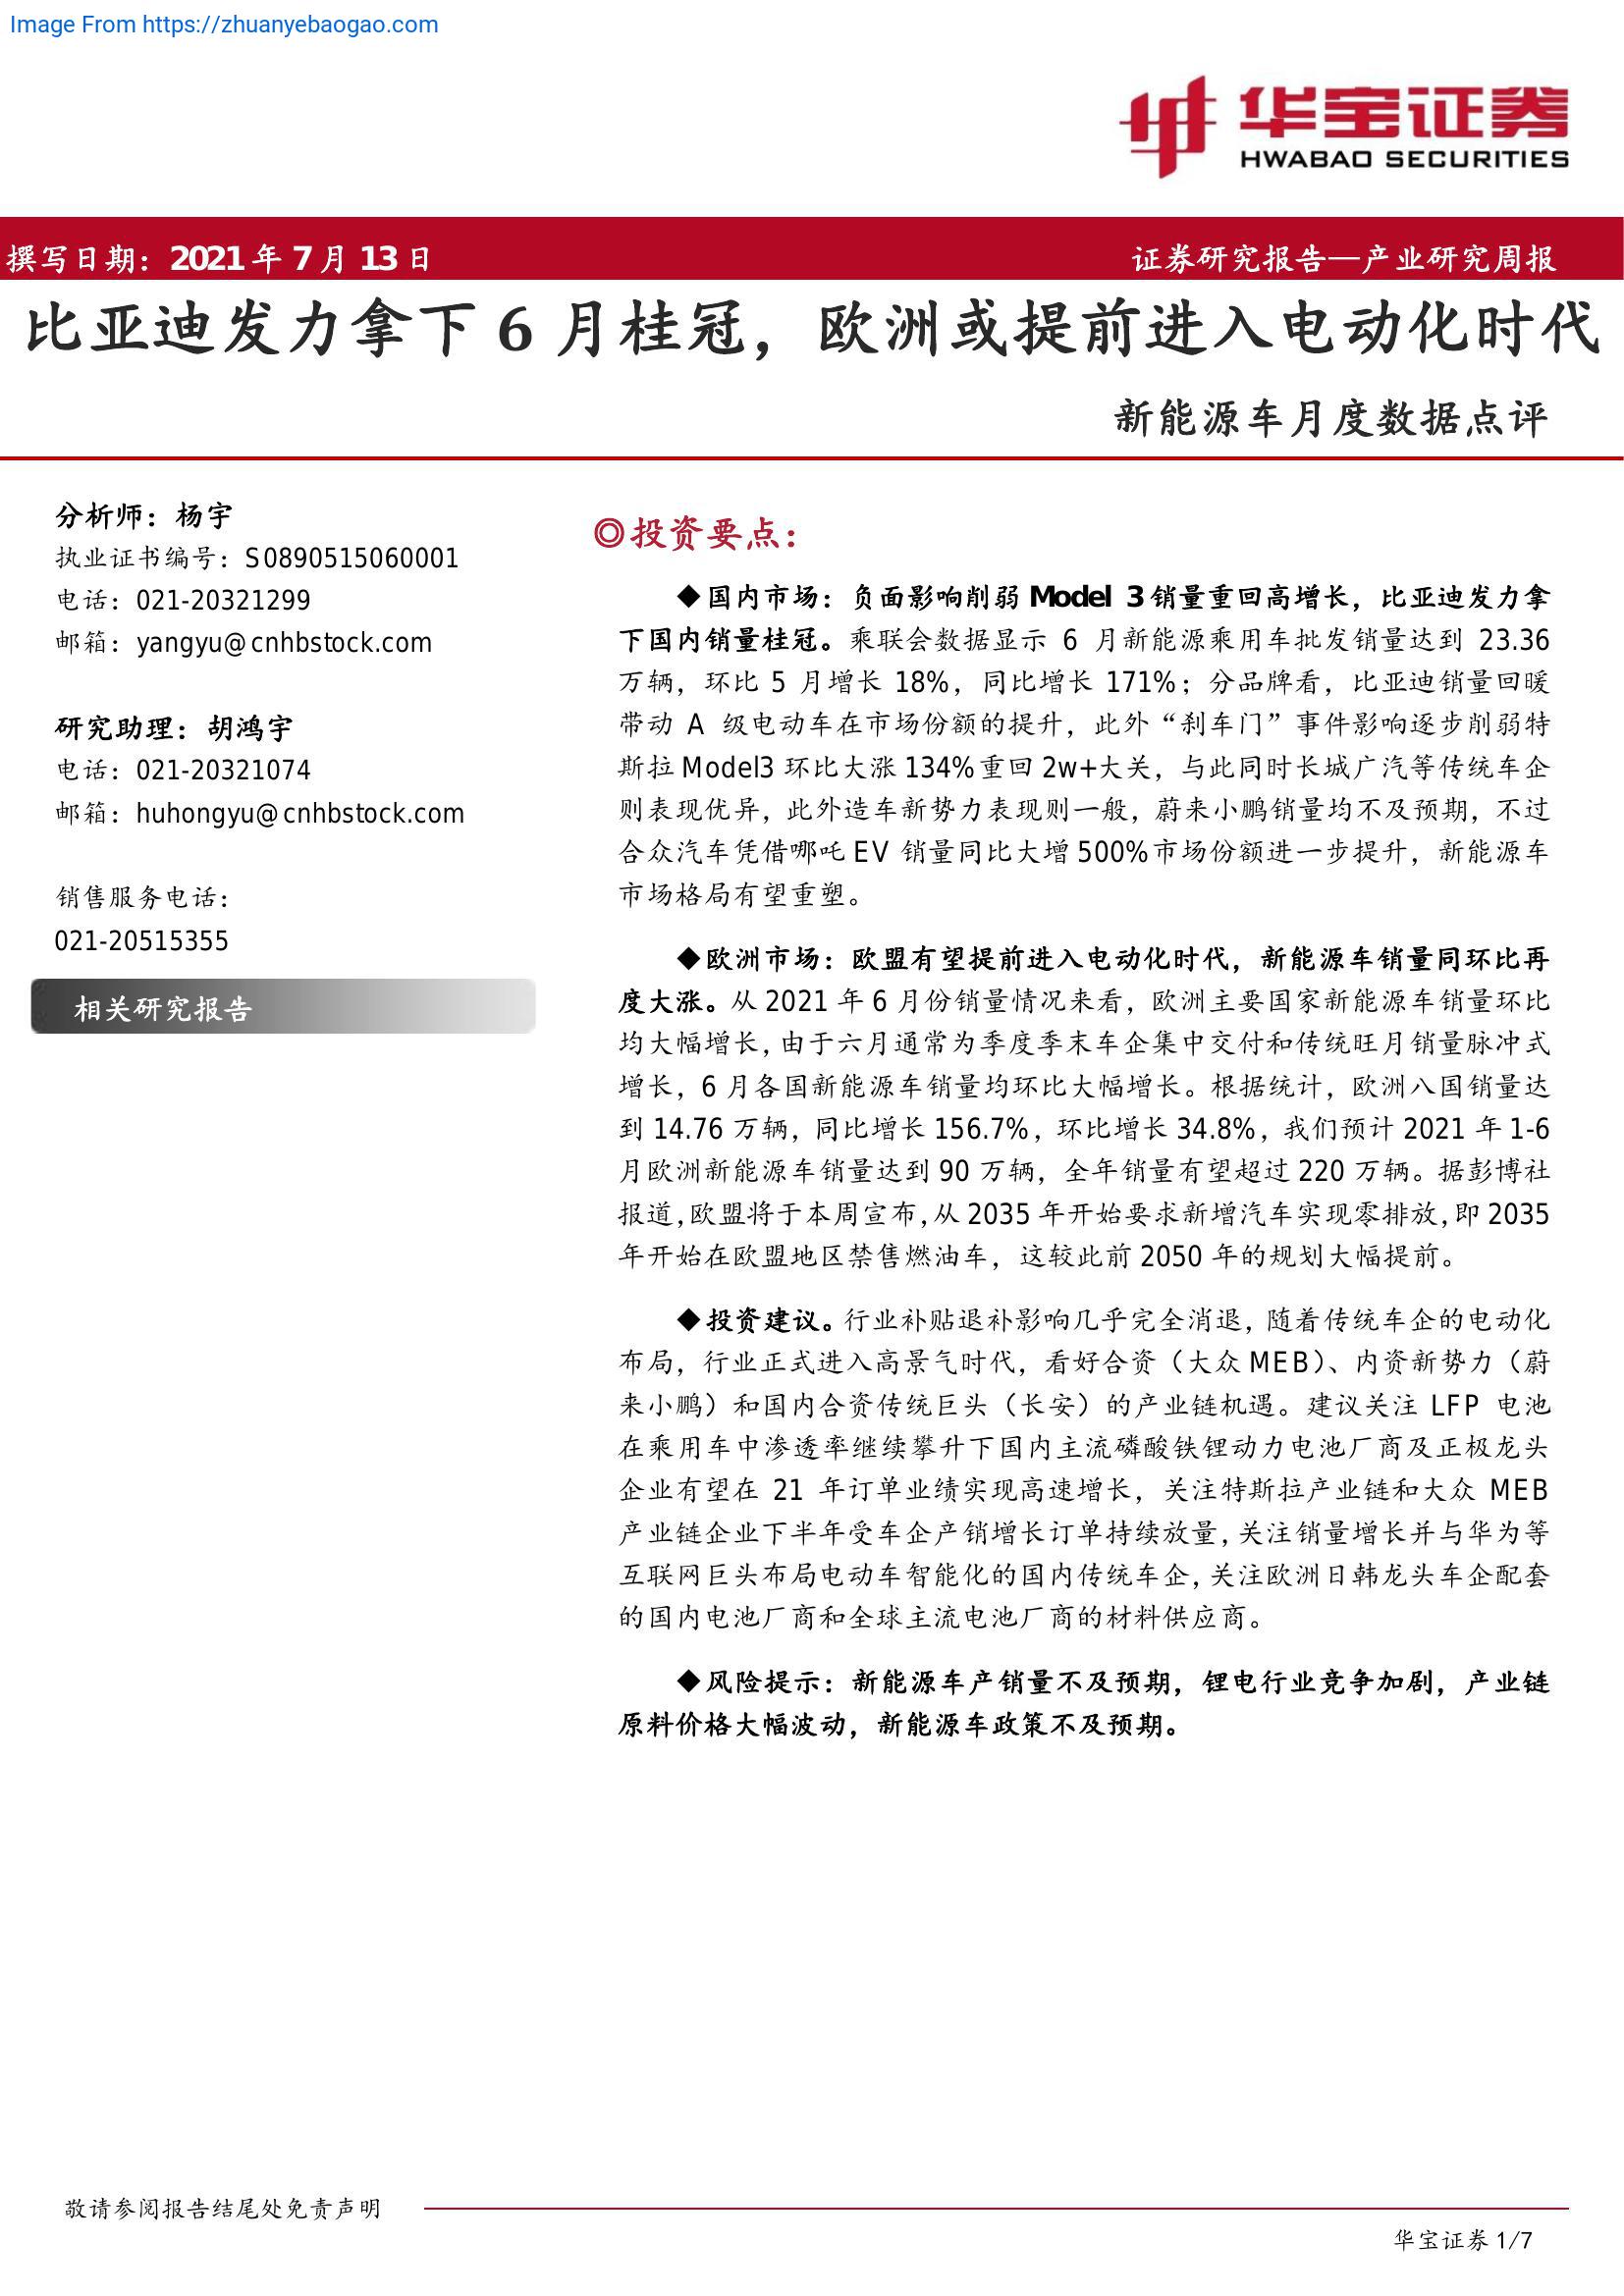 Image From https://zhuanyebaogao.com
华宝证券
HWABAO SECURITIES
撰写日期：2021 年 7 月 13 日
证券研究报告—产业研究周报
比亚迪发力拿下 6 月桂冠，欧洲或提前进入电动化时代
新能源车月度数据点评
分析师：杨宇
执业证书编号：S0890515060001
电话：021-20321299
邮箱：yangyu@cnhbstock.com
研究助理：胡鸿宇
电话：021-20321074
邮箱：huhongyu@cnhbstock.com
销售服务电话：
021-20515355
相关研究报告
◎投资要点：
◆国内市场：负面影响削弱 Model 3 销量重回高增长，比亚迪发力拿
下国内销量桂冠。乘联会数据显示 6 月新能源乘用车批发销量达到 23.36
万辆，环比 5 月增长 18%，同比增长 171%；分品牌看，比亚迪销量回暖
带动 A 级电动车在市场份额的提升，此外“刹车门”事件影响逐步削弱特
斯拉 Model3 环比大涨 134%重回 2w+大关，与此同时长城广汽等传统车企
则表现优异，此外造车新势力表现则一般，蔚来小鹏销量均不及预期，不过
合众汽车凭借哪吒 EV 销量同比大增 500%市场份额进一步提升，新能源车
市场格局有望重塑。
◆欧洲市场：欧盟有望提前进入电动化时代，新能源车销量同环比再
度大涨。从 2021 年 6 月份销量情况来看，欧洲主要国家新能源车销量环比
均大幅增长，由于六月通常为季度季末车企集中交付和传统旺月销量脉冲式
增长，6 月各国新能源车销量均环比大幅增长。根据统计，欧洲八国销量达
到 14.76 万辆，同比增长 156.7%，环比增长 34.8%，我们预计 2021 年 1-6
月欧洲新能源车销量达到 90 万辆，全年销量有望超过 220 万辆。据彭博社
报道，欧盟将于本周宣布，从 2035 年开始要求新增汽车实现零排放，即 2035
年开始在欧盟地区禁售燃油车，这较此前 2050 年的规划大幅提前。
◆投资建议。行业补贴退补影响几乎完全消退，随着传统车企的电动化
布局，行业正式进入高景气时代，看好合资（大众 MEB）、内资新势力（蔚
来小鹏）和国内合资传统巨头（长安）的产业链机遇。建议关注 LFP 电池
在乘用车中渗透率继续攀升下国内主流磷酸铁锂动力电池厂商及正极龙头
企业有望在 21 年订单业绩实现高速增长，关注特斯拉产业链和大众 MEB
产业链企业下半年受车企产销增长订单持续放量，关注销量增长并与华为等
互联网巨头布局电动车智能化的国内传统车企，关注欧洲日韩龙头车企配套
的国内电池厂商和全球主流电池厂商的材料供应商。
◆风险提示：新能源车产销量不及预期，锂电行业竞争加剧，产业链
原料价格大幅波动，新能源车政策不及预期。
敬请参阅报告结尾处免责声明
华宝证券 1/7